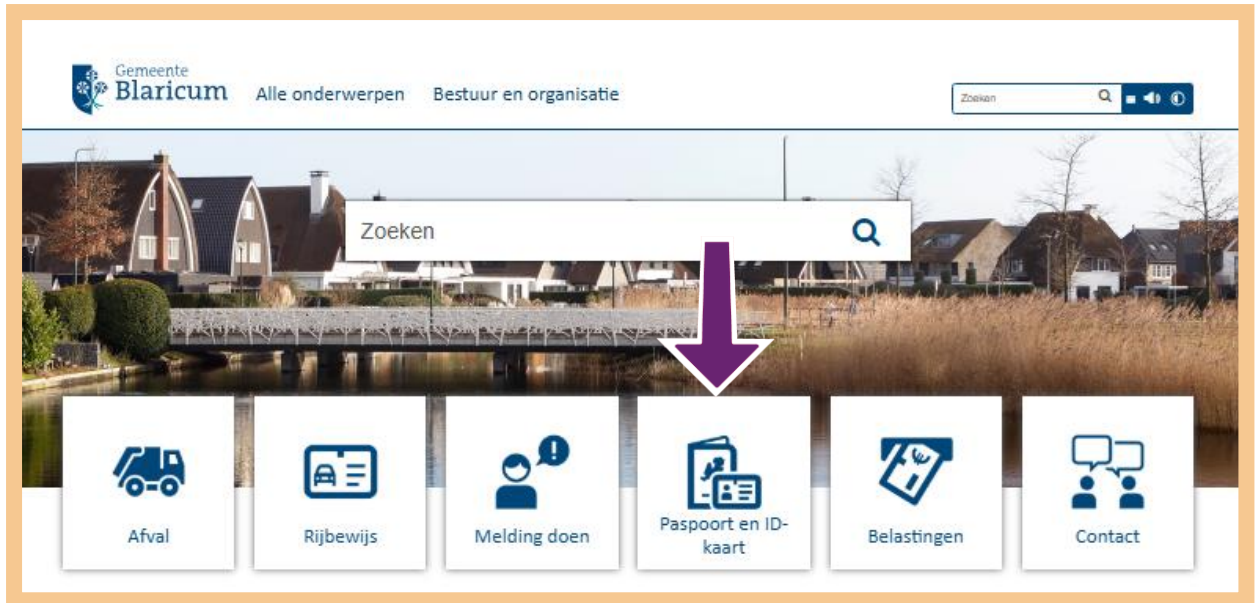 Gemeente
Blaricum
Alle onderwerpen
Bestuur en organisatie
Zoeken
Zoeken
Afval
Rijbewijs
Melding doen
Paspoort en ID-
kaart
Belastingen
Contact